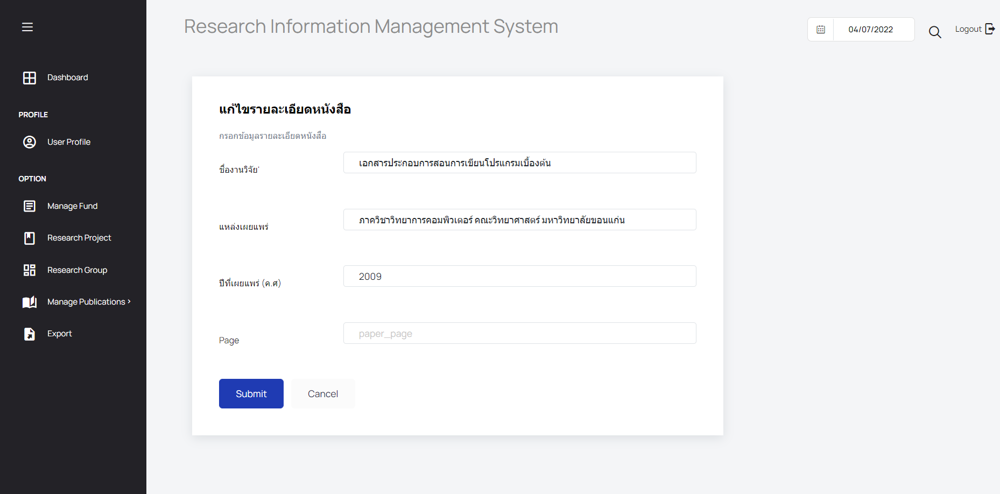 Research Information Management System
04/07/2022
Logout
Dashboard
PROFILE
User Profile
OPTION
Manage Fund
Research Project
Research Group
Manage Publications >
Export
แก้ไขรายละเอียดหนังสือ
กรอกข้อมูลรายละเอียดหนังสือ
ชื่องานวิจัย'
เอกสารประกอบการสอนการเขียนโปรแกรมเบื้องต้น
แหล่งเผยแพร่
ภาควิชาวิทยาการคอมพิวเตอร์ คณะวิทยาศาสตร์ มหาวิทยาลัยขอนแก่น
ปีที่เผยแพร่ (ค.ศ)
2009
Page
paper_page
Submit
Cancel